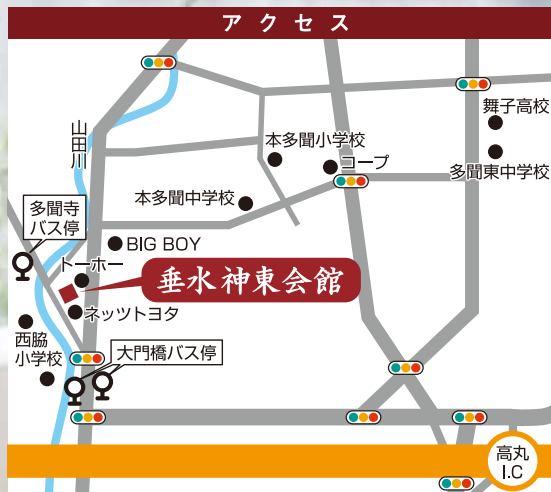 アクセス
舞子高校
山田川
本多聞小学校
コープ
多聞東中学校
本多聞中学校
多聞寺
バス停
BIG BOY
トーホー
垂水神東会館
ネッツトヨタ
西脇
小学校
大門橋バス停
高丸
I.C